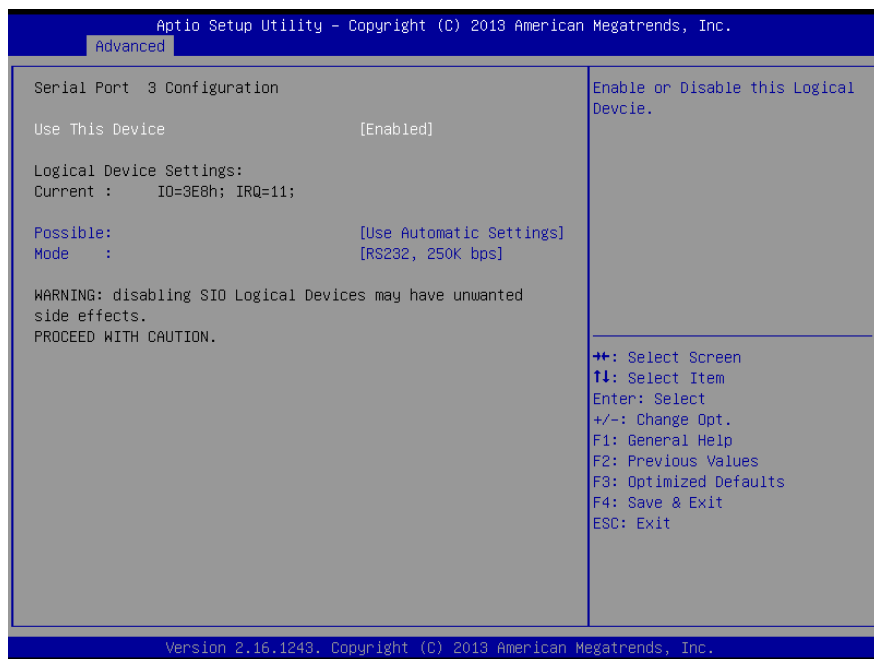 Aptio Setup Utility – Copyright (C) 2013 American Megatrends, Inc.
Advanced
Serial Port 3 Configuration
Use This Device [Enabled]
Logical Device Settings:
Current : IO=3E8h; IRQ=11;
Possible: [Use Automatic Settings]
Mode : [RS232, 250K bps]
WARNING: disabling SIO Logical Devices may have unwanted
side effects.
PROCEED WITH CAUTION.
Enable or Disable this Logical
Devcie.
→←: Select Screen
↑↓: Select Item
Enter: Select
+/-: Change Opt.
F1: General Help
F2: Previous Values
F3: Optimized Defaults
F4: Save & Exit
ESC: Exit
Version 2.16.1243. Copyright (C) 2013 American Megatrends, Inc.